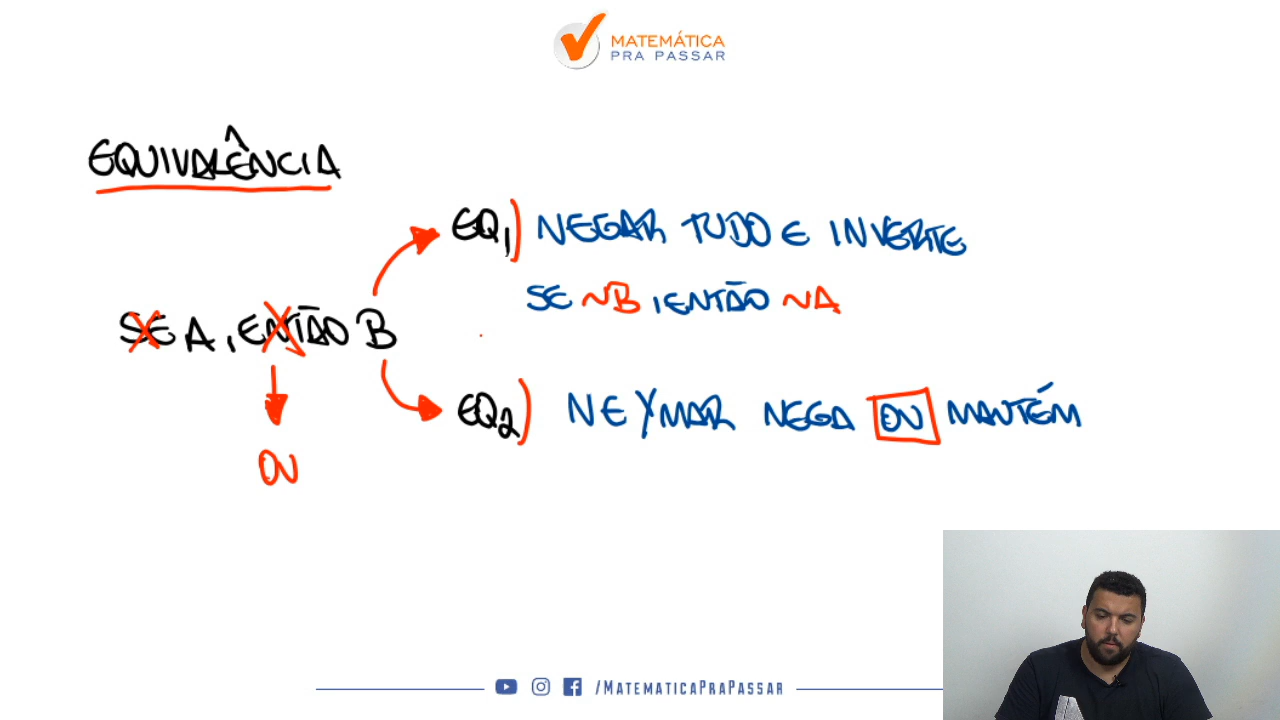 MATEMÁTICA
PRA PASSAR
EQUIVALÊNCIA
EQ1) NEGAR TUDO E INVERTE
SE ~B, ENTÃO ~A
SE A, ENTÃO B
EQ2) NEYMAR NEGA OU MANTÉM
OU
/MATEMATICAPRAPASSAR